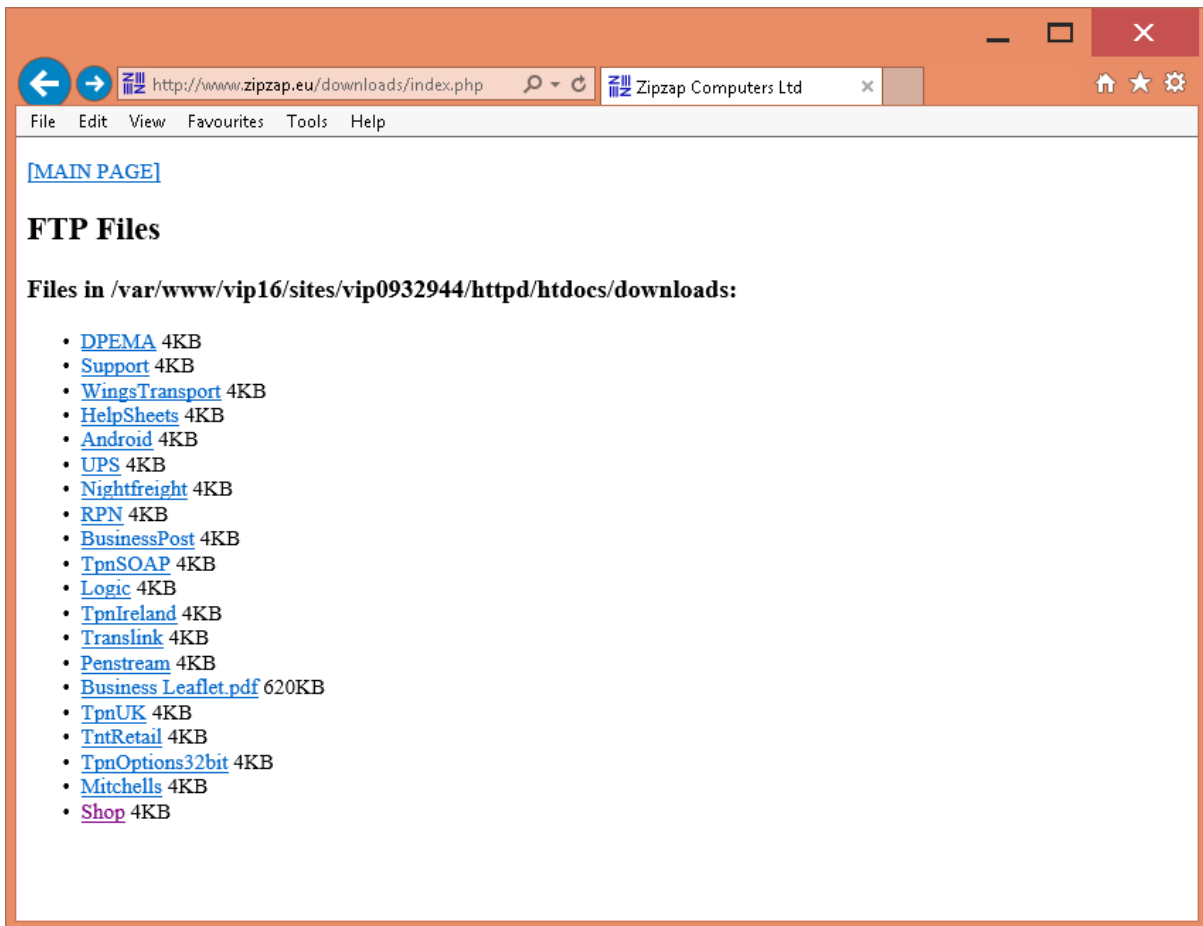 http://www.zipzap.eu/downloads/index.php
Zipzap Computers Ltd
File Edit View Favourites Tools Help
[MAIN PAGE]
FTP Files
Files in /var/www/vip16/sites/vip0932944/httpd/htdocs/downloads:
• DPEMA 4KB
• Support 4KB
• WingsTransport 4KB
• HelpSheets 4KB
• Android 4KB
• UPS 4KB
• Nightfreight 4KB
• RPN 4KB
• BusinessPost 4KB
• TpnSOAP 4KB
• Logic 4KB
• TpnIreland 4KB
• Translink 4KB
• Penstream 4KB
• Business Leaflet.pdf 620KB
• TpnUK 4KB
• TntRetail 4KB
• TpnOptions32bit 4KB
• Mitchells 4KB
• Shop 4KB